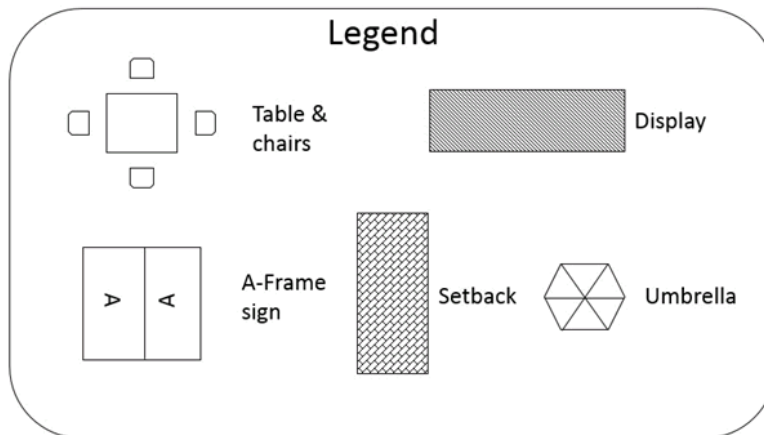 Legend
Table &
chairs
Display
A-Frame
sign
A
A
Setback
Umbrella